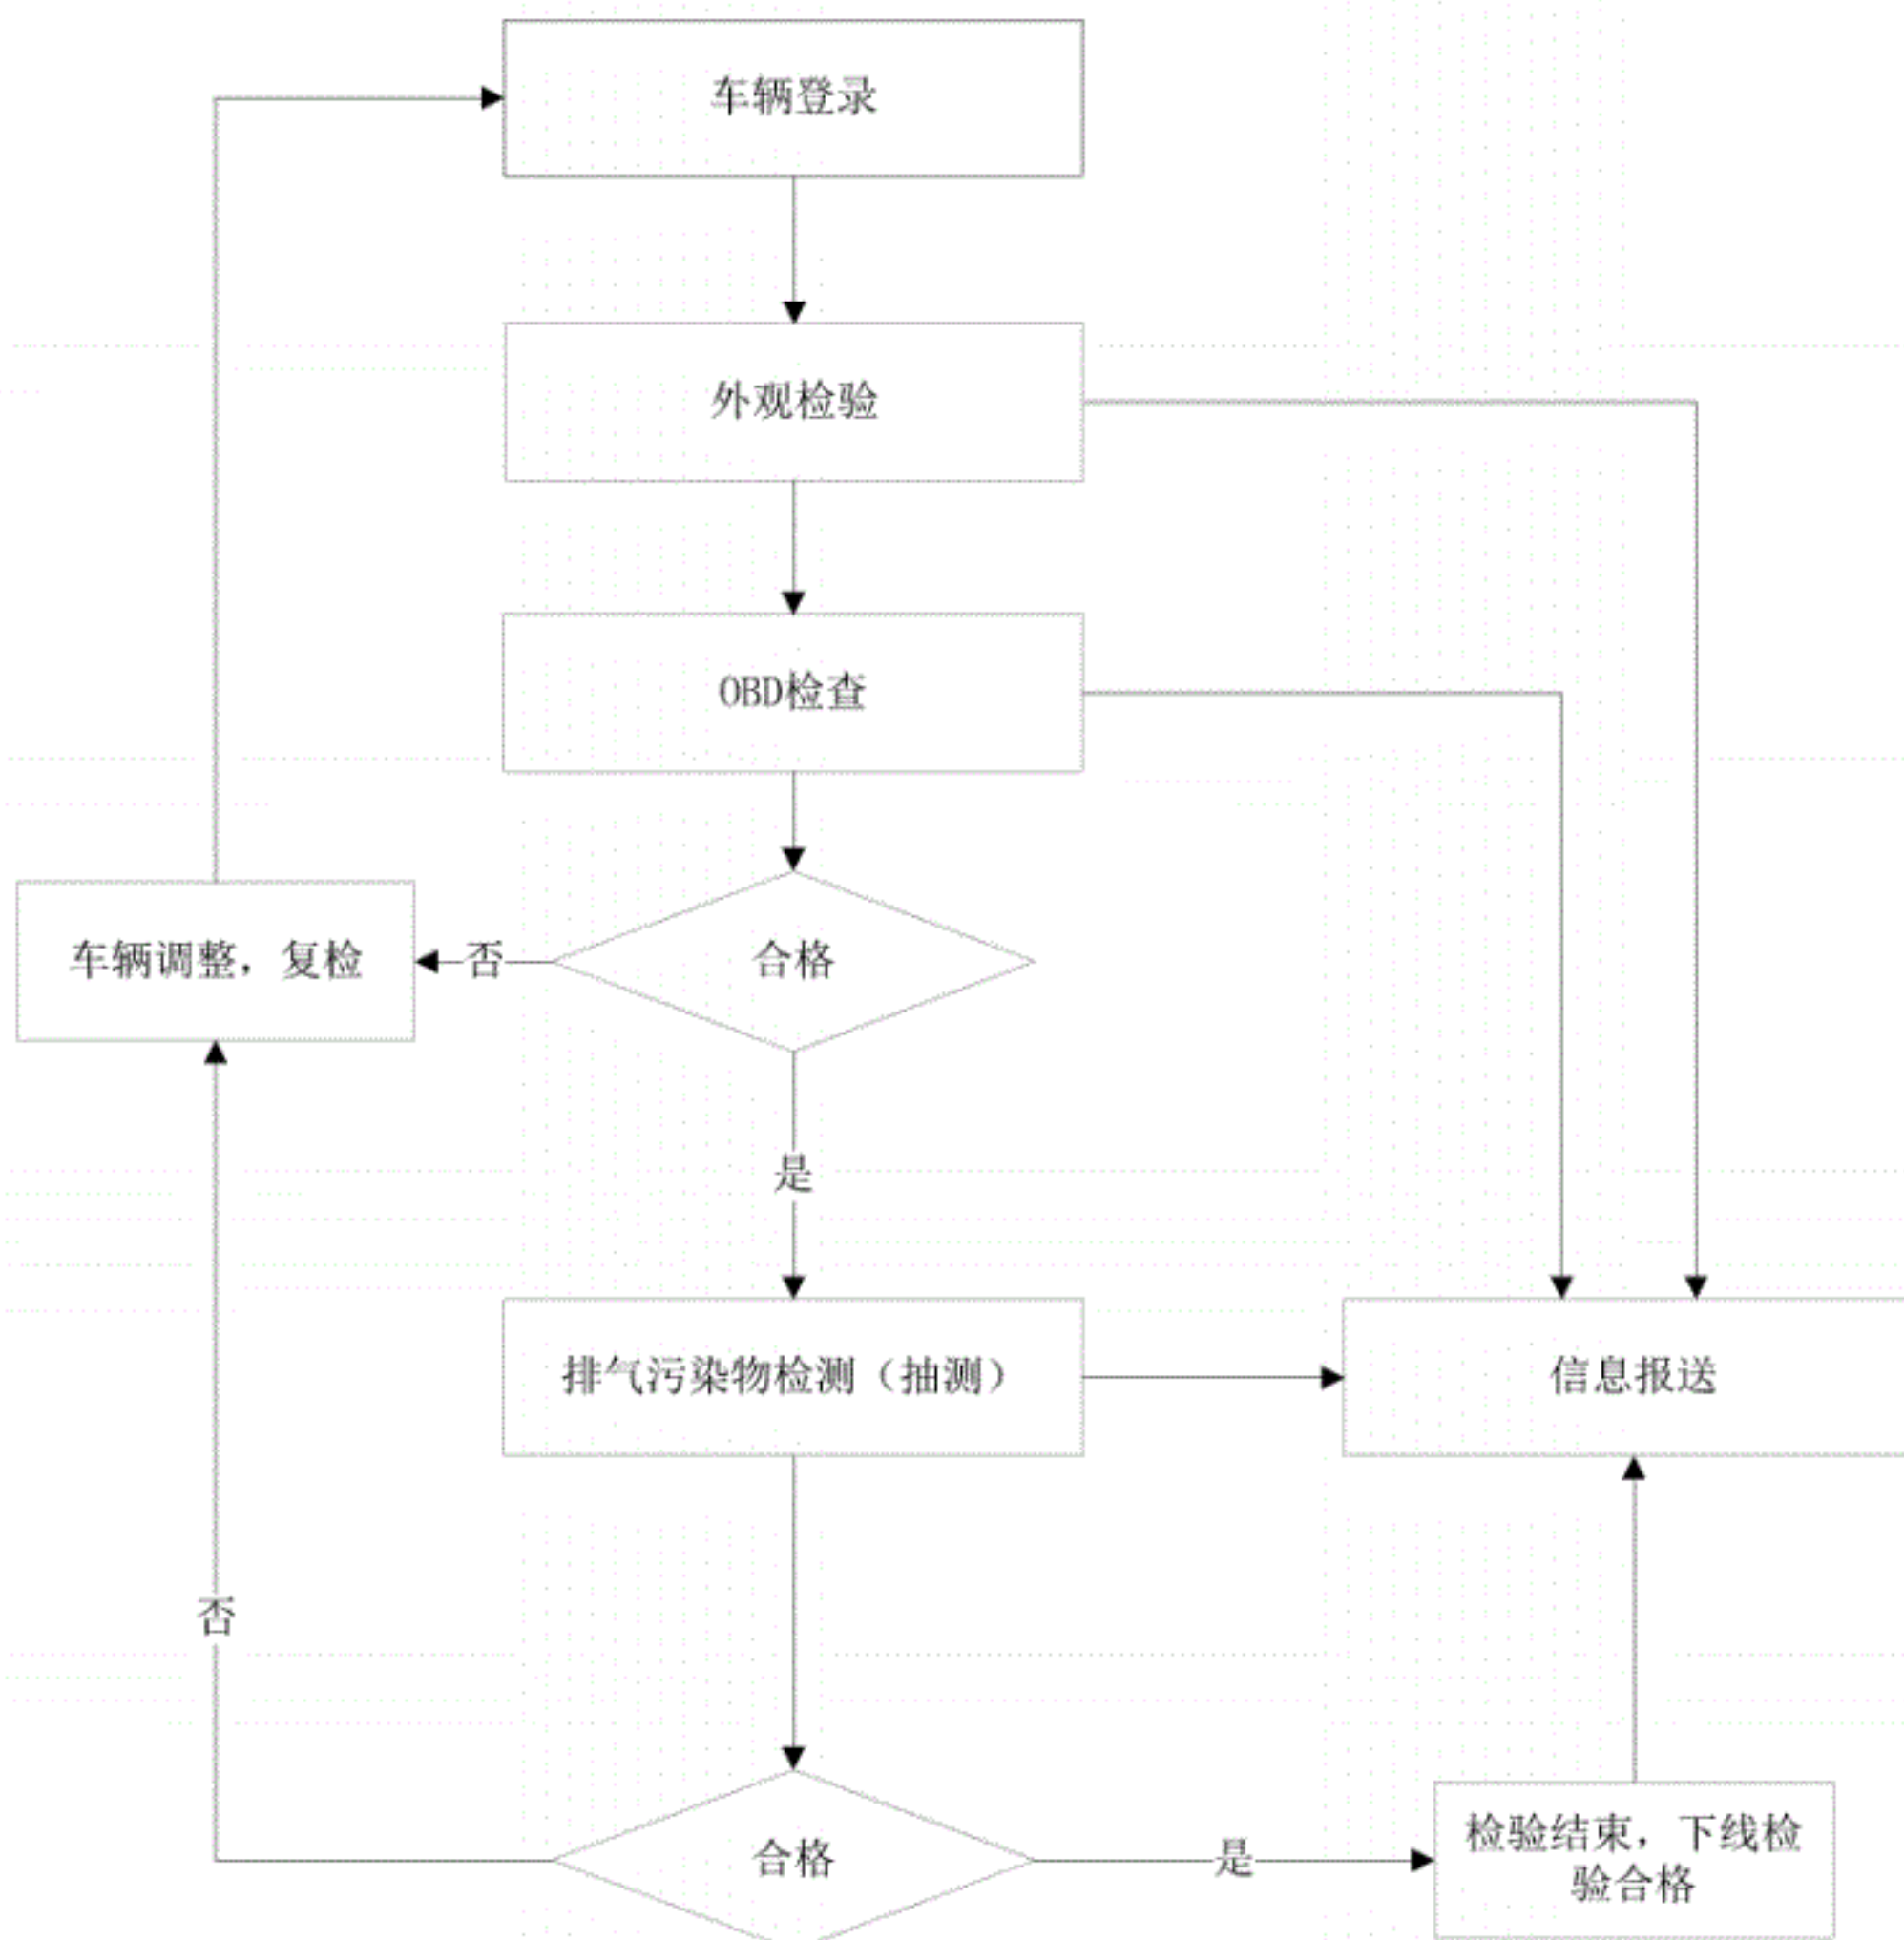 车辆登录
外观检验
OBD检查
车辆调整，复检
否
合格
是
排气污染物检测（抽测）
信息报送
否
合格
是
检验结束，下线检
验合格